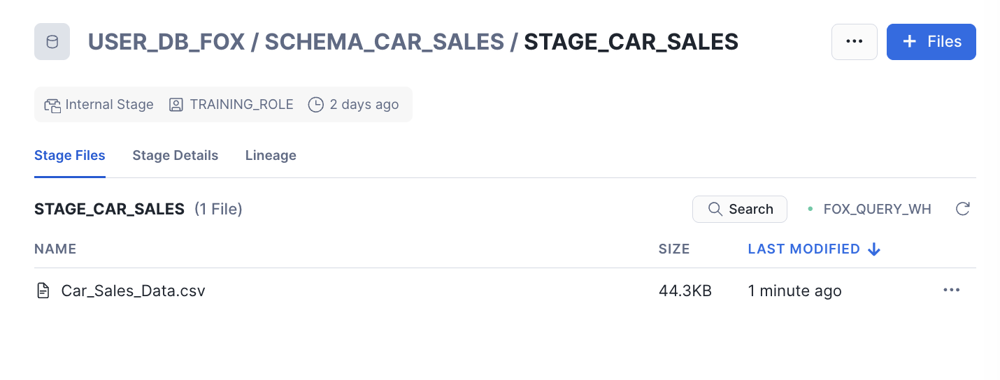 USER_DB_FOX / SCHEMA_CAR_SALES / STAGE_CAR_SALES
+ Files
Internal Stage TRAINING_ROLE 2 days ago
Stage Files Stage Details Lineage
STAGE_CAR_SALES (1 File) Search FOX_QUERY_WH
NAME SIZE LAST MODIFIED
Car_Sales_Data.csv 44.3KB 1 minute ago